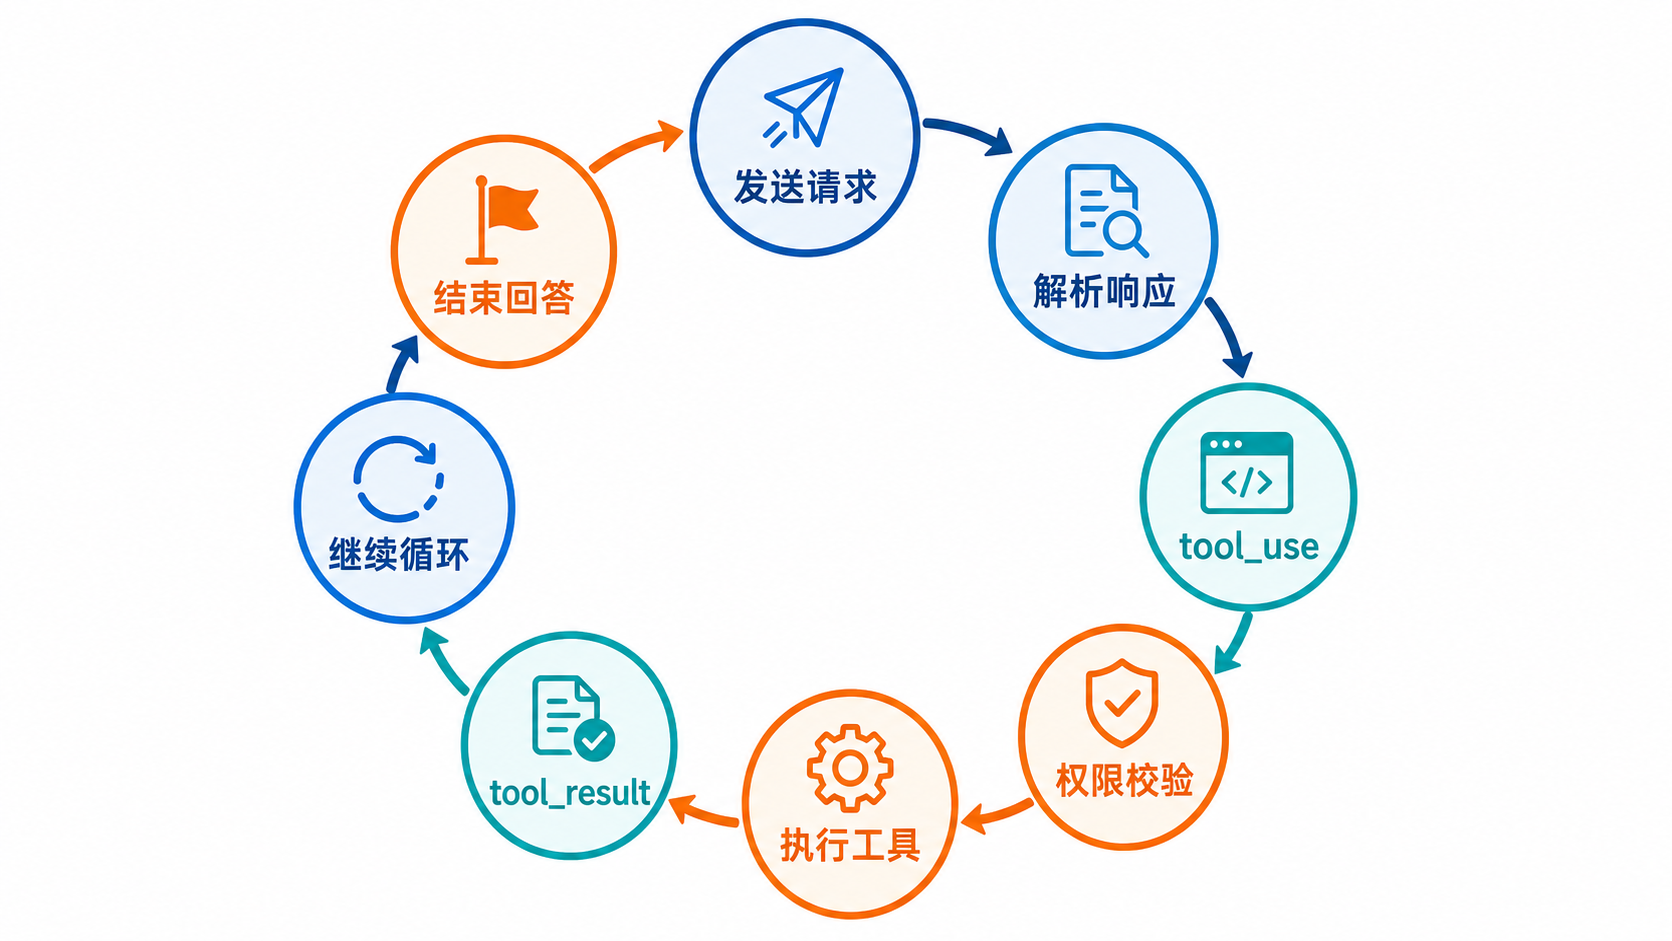 发送请求
解析响应
tool_use
权限校验
执行工具
tool_result
继续循环
结束回答